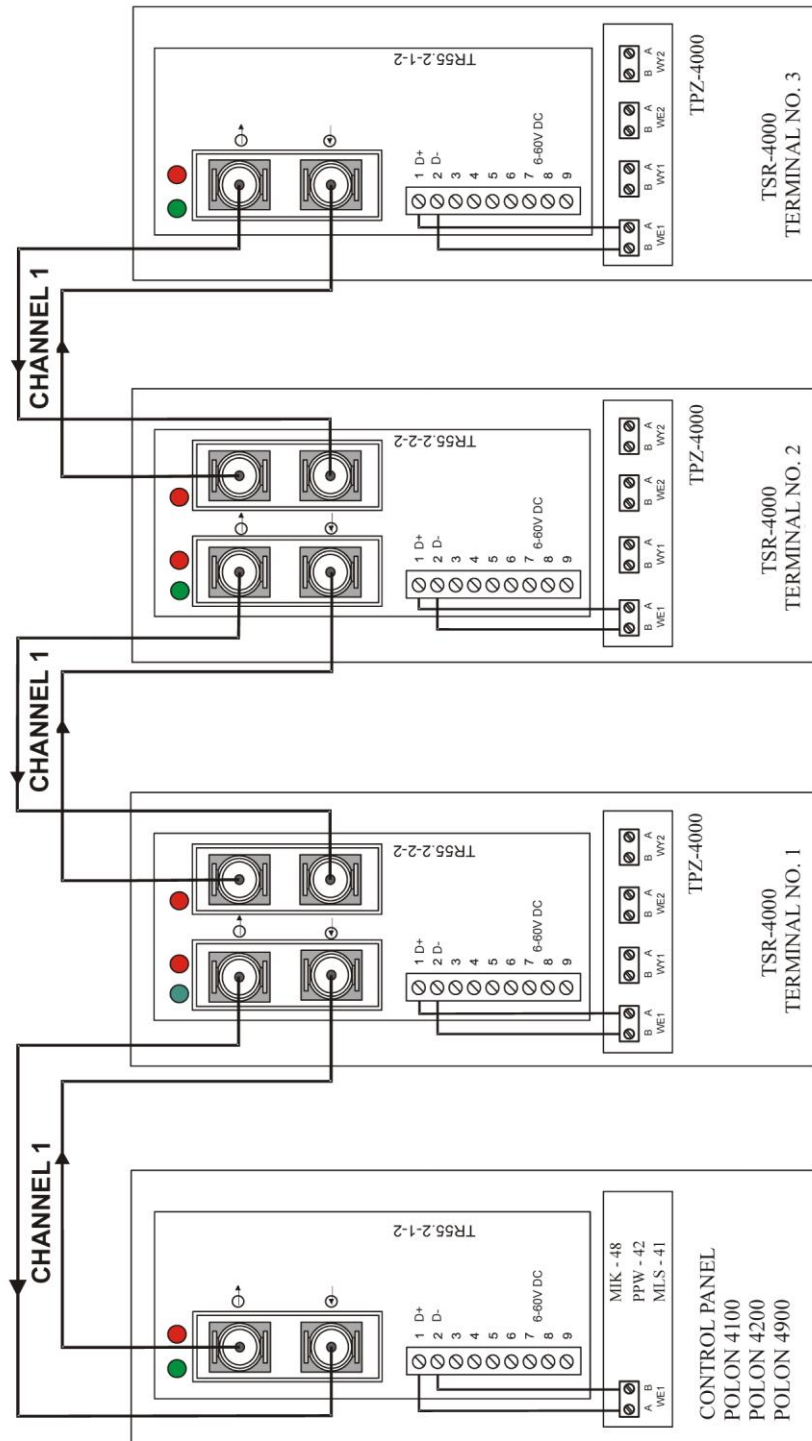 CHANNEL 1
CHANNEL 1
CHANNEL 1
TR55.2-1-2
1 D+
2 D-
3
4
5
6
7
8
9
6-60V DC
A B
WE1
MIK - 48
PPW - 42
MLS - 41
CONTROL PANEL
POLON 4100
POLON 4200
POLON 4900
TR55.2-2-2
1 D+
2 D-
3
4
5
6
7
8
9
6-60V DC
B A
WE1
B A
WY1
B A
WE2
B A
WY2
TPZ-4000
TSR-4000
TERMINAL NO. 1
TR55.2-2-2
1 D+
2 D-
3
4
5
6
7
8
9
6-60V DC
B A
WE1
B A
WY1
B A
WE2
B A
WY2
TPZ-4000
TSR-4000
TERMINAL NO. 2
TR55.2-1-2
1 D+
2 D-
3
4
5
6
7
8
9
6-60V DC
B A
WE1
B A
WY1
B A
WE2
B A
WY2
TPZ-4000
TSR-4000
TERMINAL NO. 3